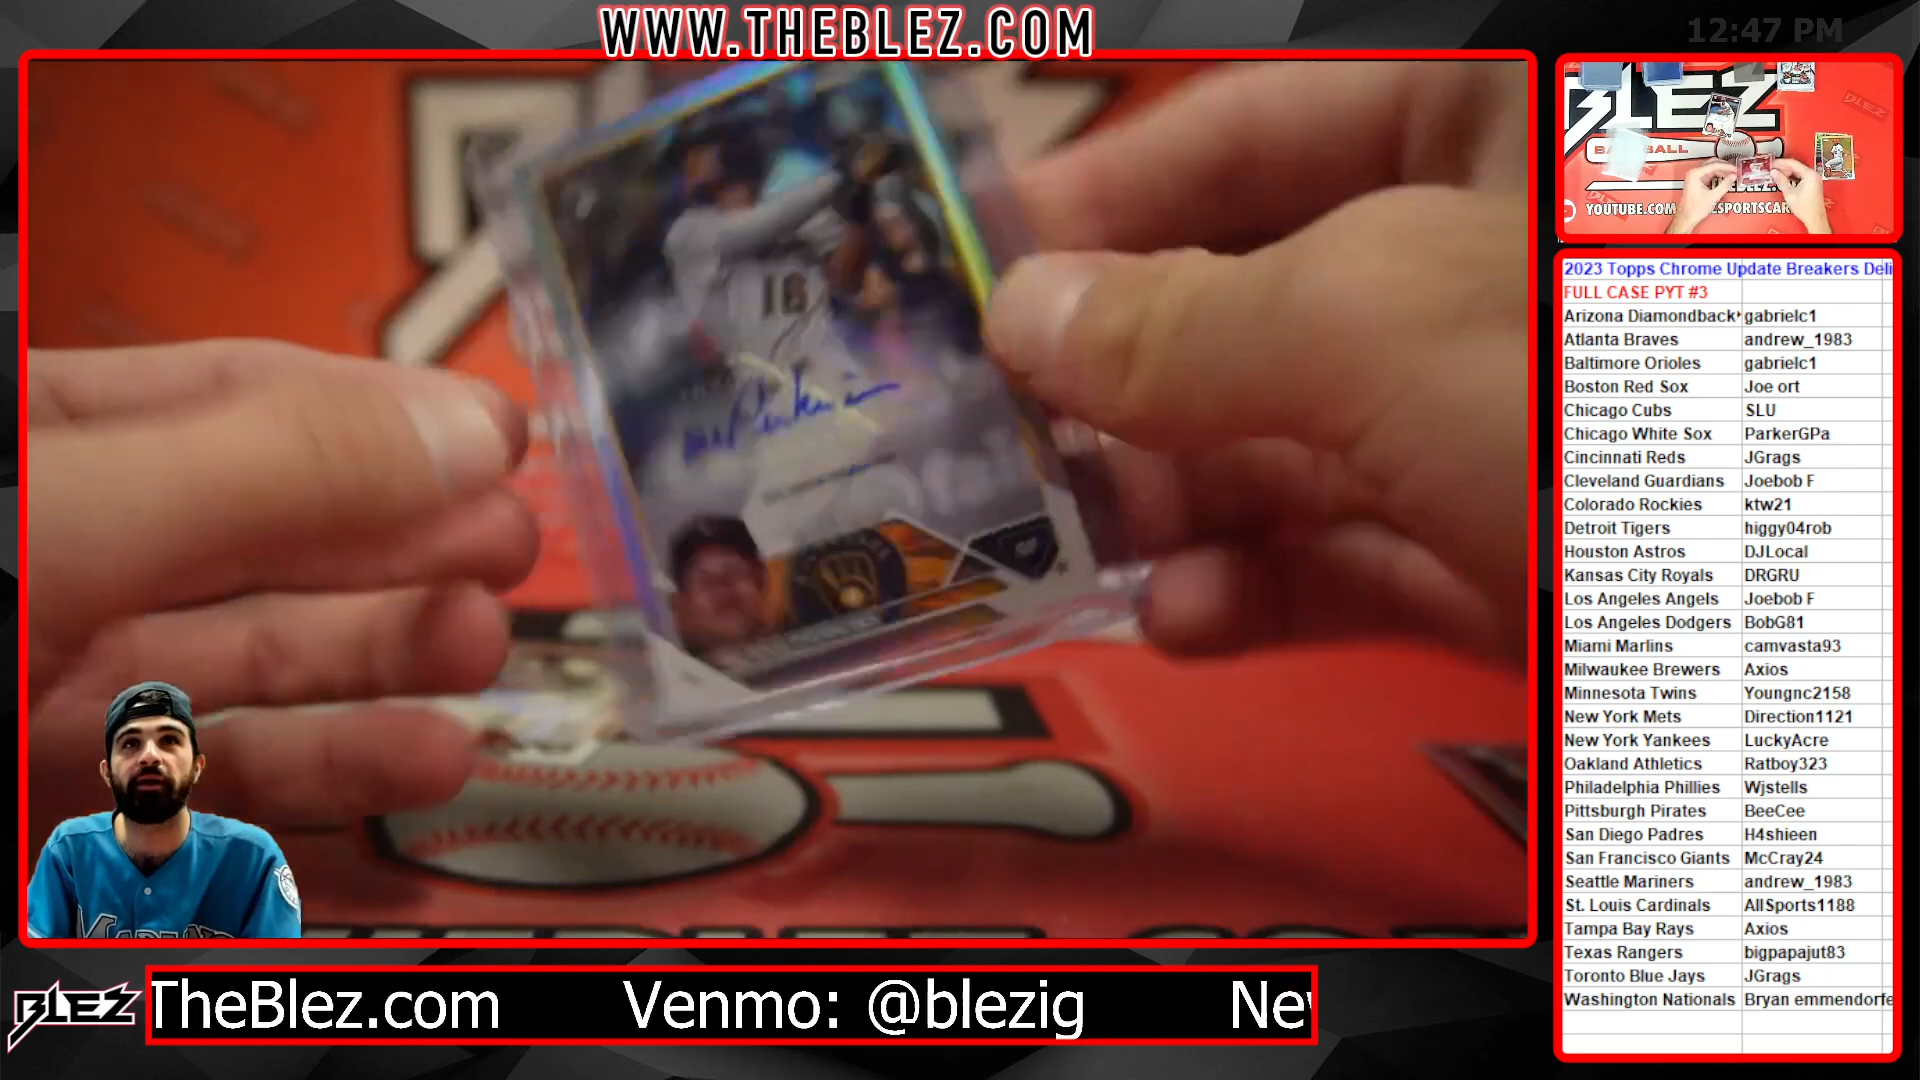 WWW.THEBLEZ.COM
12:47 PM
16
BLEZ
YOUTUBE.COM
2023 Topps Chrome Update Breakers Deli
FULL CASE PYT #3
Arizona Diamondback gabrielc1
Atlanta Braves andrew_1983
Baltimore Orioles gabrielc1
Boston Red Sox Joe ort
Chicago Cubs SLU
Chicago White Sox ParkerGPa
Cincinnati Reds JGrags
Cleveland Guardians Joebob F
Colorado Rockies ktw21
Detroit Tigers higgy04rob
Houston Astros DJLocal
Kansas City Royals DRGRU
Los Angeles Angels Joebob F
Los Angeles Dodgers BobG81
Miami Marlins camvasta93
Milwaukee Brewers Axios
Minnesota Twins Youngnc2158
New York Mets Direction1121
New York Yankees LuckyAcre
Oakland Athletics Ratboy323
Philadelphia Phillies Wjstells
Pittsburgh Pirates BeeCee
San Diego Padres H4shieen
San Francisco Giants McCray24
Seattle Mariners andrew_1983
St. Louis Cardinals AllSports1188
Tampa Bay Rays Axios
Texas Rangers bigpapajut83
Toronto Blue Jays JGrags
Washington Nationals Bryan emmendorfe
BLEZ
TheBlez.com Venmo: @blezig Nev